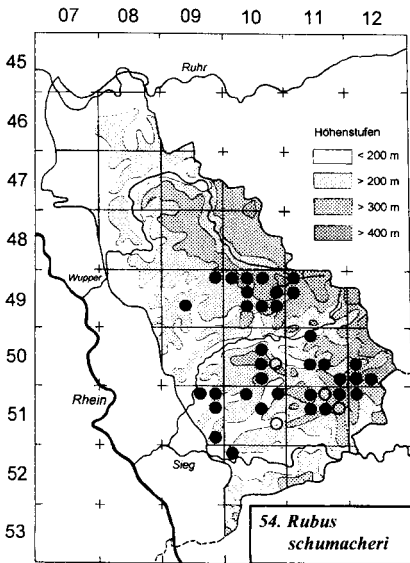 07 08 09 10 11 12
45
Ruhr
46
Höhenstufen
< 200 m
> 200 m
> 300 m
> 400 m
47
48
Wupper
49
50
Rhein
51
Sieg
52
53
54. Rubus
schumacheri